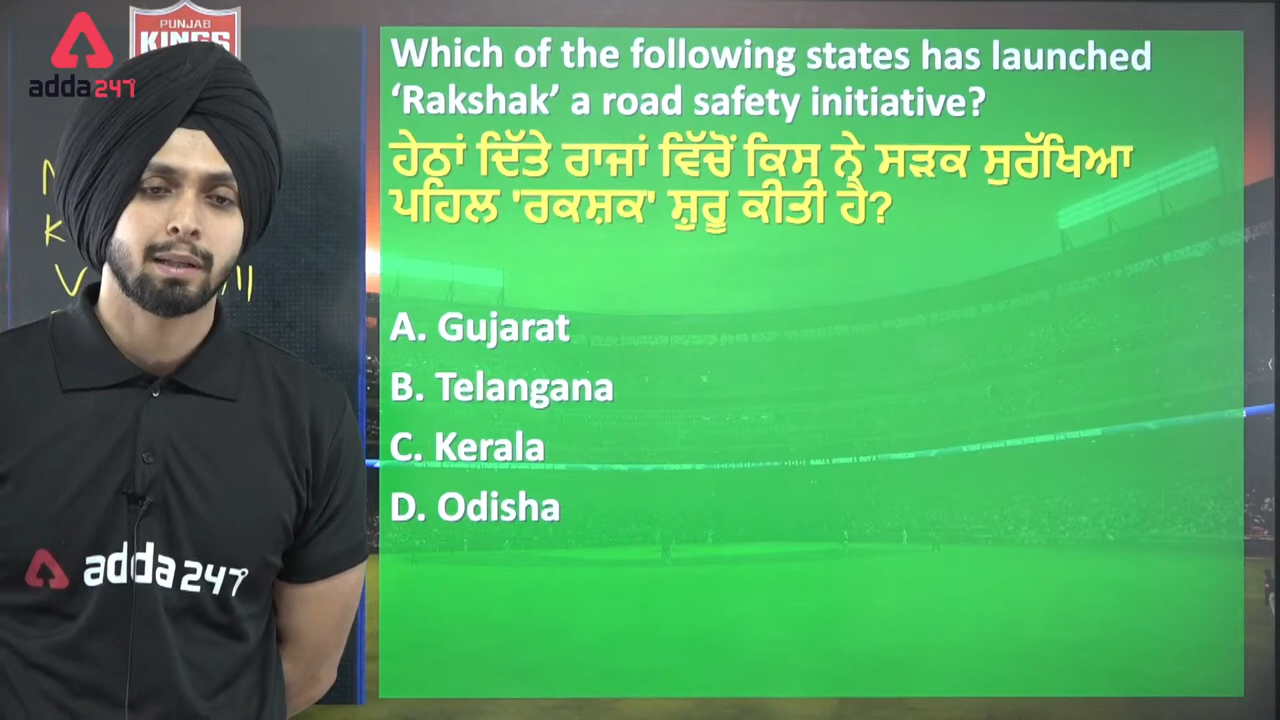 PUNJAB
KINGS
adda247
Which of the following states has launched
‘Rakshak’ a road safety initiative?
ਹੇਠਾਂ ਦਿੱਤੇ ਰਾਜਾਂ ਵਿੱਚੋਂ ਕਿਸ ਨੇ ਸੜਕ ਸੁਰੱਖਿਆ
ਪਹਿਲ 'ਰਕਸ਼ਕ' ਸ਼ੁਰੂ ਕੀਤੀ ਹੈ?
A. Gujarat
B. Telangana
C. Kerala
D. Odisha
adda247